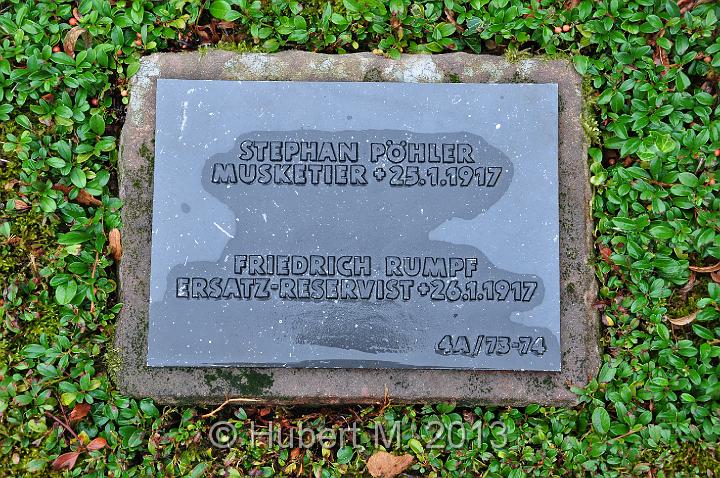 STEPHAN PÖHLER
MUSKETIER + 25.1.1917
FRIEDRICH RUMPF
ERSATZ-RESERVIST + 26.1.1917
4A/73-74
© Hubert M. 2013